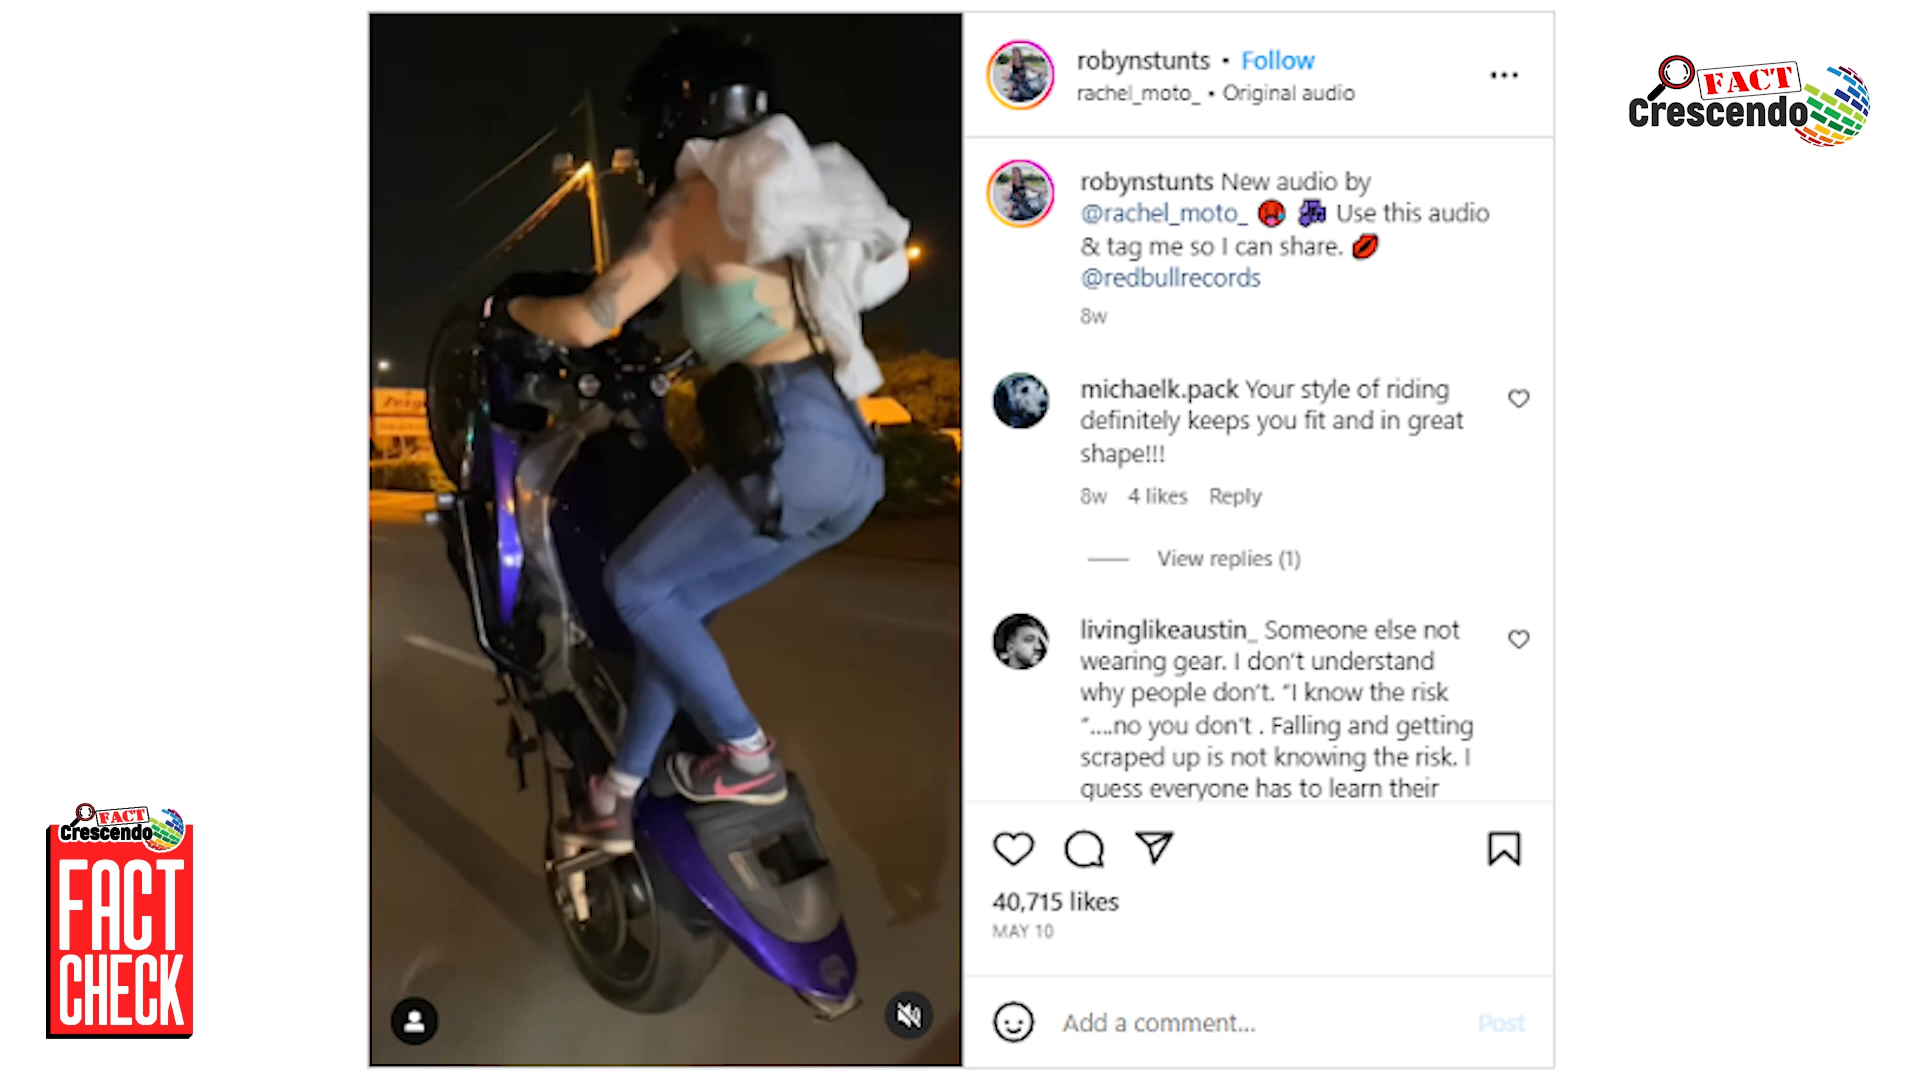 robynstunts • Follow
rachel_moto_ • Original audio
robynstunts New audio by
@rachel_moto_ 🥵 🎶 Use this audio
& tag me so I can share. 💋
@redbullrecords
8w
michaelk.pack Your style of riding
definitely keeps you fit and in great
shape!!!
8w 4 likes Reply
View replies (1)
livinglikeaustin_ Someone else not
wearing gear. I don't understand
why people don't. "I know the risk
"....no you don't . Falling and getting
scraped up is not knowing the risk. I
guess everyone has to learn their
40,715 likes
MAY 10
Add a comment...
Post
FACT
Crescendo
FACT
Crescendo
FACT
CHECK